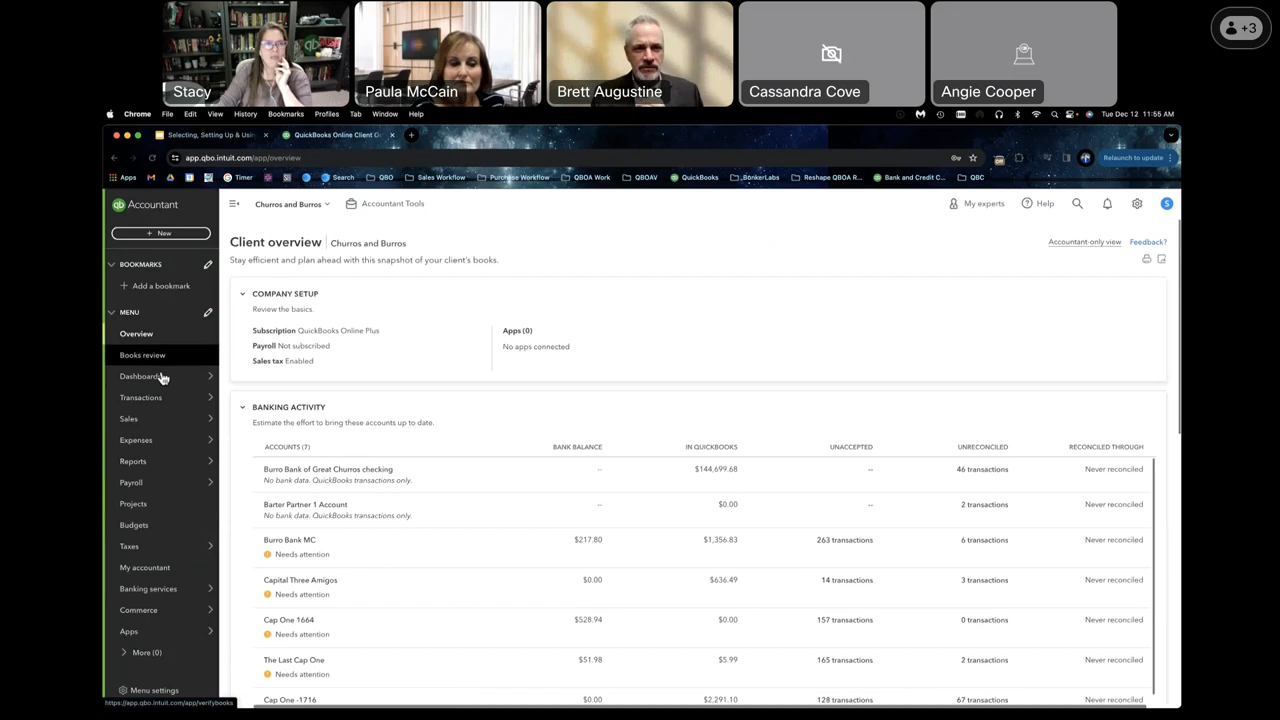 +3
Stacy
Paula McCain
Brett Augustine
Cassandra Cove
Angie Cooper
Chrome File Edit View History Bookmarks Profiles Tab Window Help
Tue Dec 12 11:55 AM
Selecting, Setting Up & Usin
QuickBooks Online Client O
app.qbo.intuit.com/app/overview
Relaunch to update
Apps
Timer
Search
QBO
Sales Workflow
Purchase Workflow
QBOA Work
QBOAV
QuickBooks
BonkerLabs
Reshape QBOA R...
Bank and Credit C...
QBC
qb Accountant
Churros and Burros
Accountant Tools
My experts
Help
S
+ New
BOOKMARKS
+ Add a bookmark
MENU
Overview
Books review
Dashboard
Transactions
Sales
Expenses
Reports
Payroll
Projects
Budgets
Taxes
My accountant
Banking services
Commerce
Apps
More (0)
Menu settings
https://app.qbo.intuit.com/app/verifybooks
Client overview Churros and Burros
Accountant-only view Feedback?
Stay efficient and plan ahead with this snapshot of your client's books.
COMPANY SETUP
Review the basics.
Subscription QuickBooks Online Plus
Payroll Not subscribed
Sales tax Enabled
Apps (0)
No apps connected
BANKING ACTIVITY
Estimate the effort to bring these accounts up to date.
ACCOUNTS (7) BANK BALANCE IN QUICKBOOKS UNACCEPTED UNRECONCILED RECONCILED THROUGH
Burro Bank of Great Churros checking -- $144,699.68 -- 46 transactions Never reconciled
No bank data. QuickBooks transactions only.
Barter Partner 1 Account -- $0.00 -- 2 transactions Never reconciled
No bank data. QuickBooks transactions only.
Burro Bank MC $217.80 $1,356.83 263 transactions 6 transactions Never reconciled
Needs attention
Capital Three Amigos $0.00 $636.49 14 transactions 3 transactions Never reconciled
Needs attention
Cap One 1664 $528.94 $0.00 157 transactions 0 transactions Never reconciled
Needs attention
The Last Cap One $51.98 $5.99 165 transactions 2 transactions Never reconciled
Needs attention
Cap One -1716 $0.00 $2,291.10 128 transactions 67 transactions Never reconciled